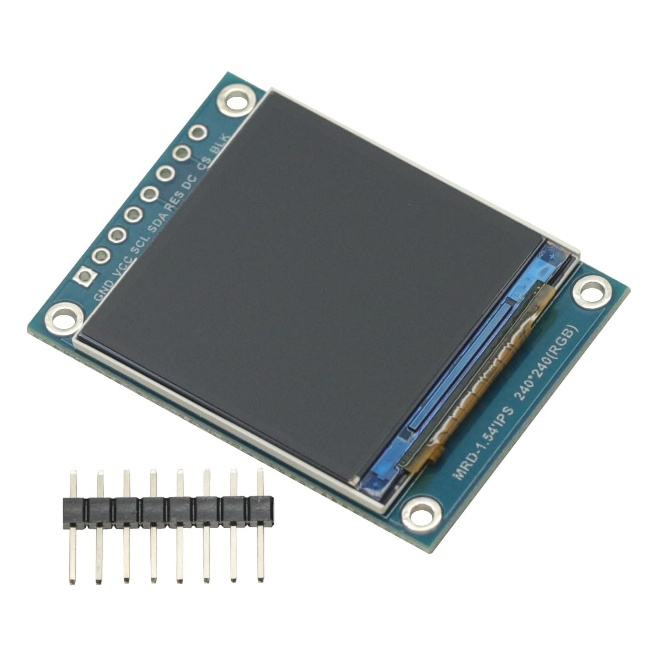 GND VCC SCL SDA RES DC CS BLK
MRD-1.54"IPS 240*240(RGB)